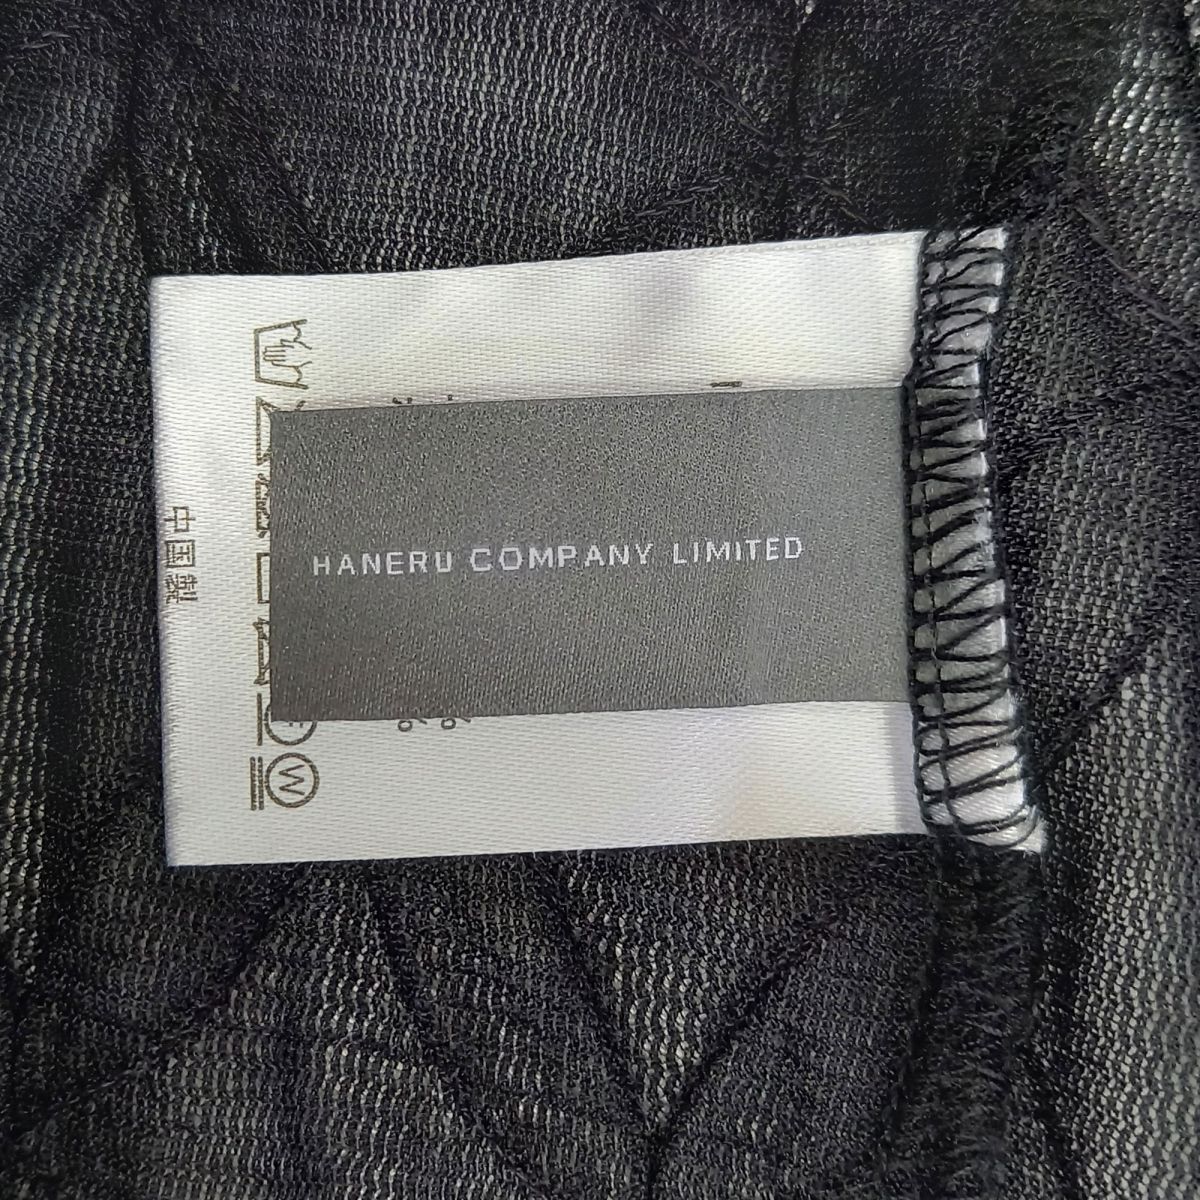 HANERU COMPANY LIMITED
中国製
W
%
%